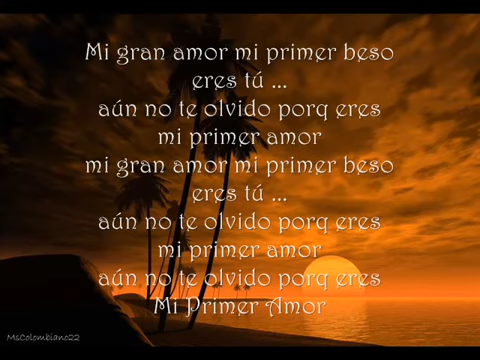 Mi gran amor mi primer beso
eres tú ...
aún no te olvido porq eres
mi primer amor
mi gran amor mi primer beso
eres tú ...
aún no te olvido porq eres
mi primer amor
aún no te olvido porq eres
Mi Primer Amor
MsColombiano22